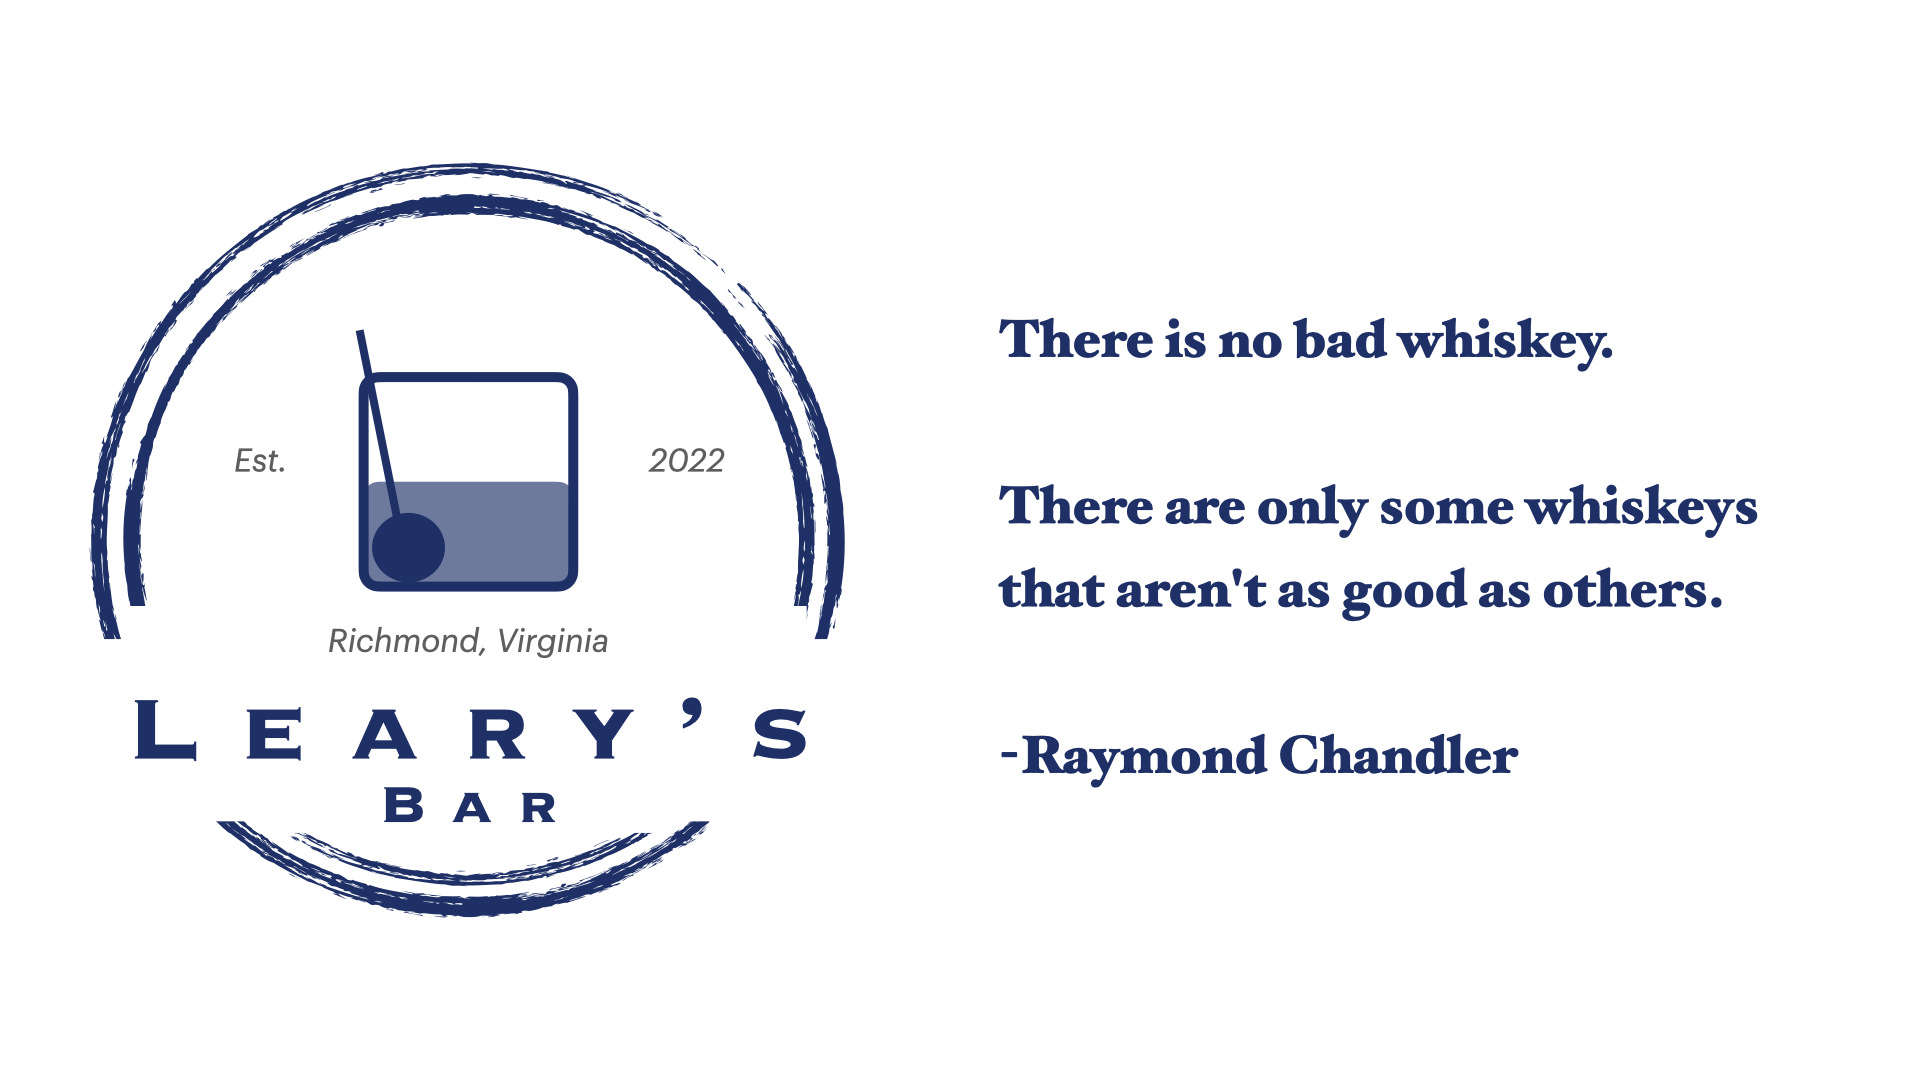 Est.
2022
Richmond, Virginia
LEARY’S
BAR
There is no bad whiskey.
There are only some whiskeys
that aren't as good as others.
-Raymond Chandler